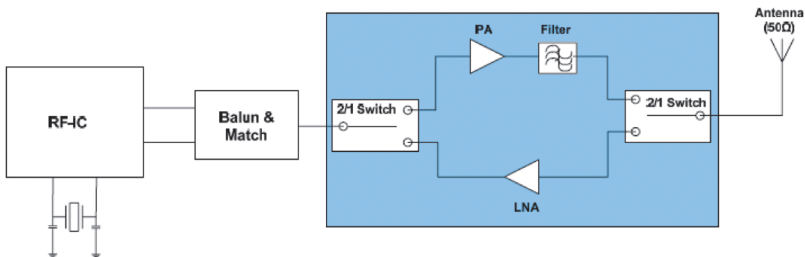 Antenna
(50Ω)
PA
Filter
RF-IC
Balun &
Match
2/1 Switch
2/1 Switch
LNA